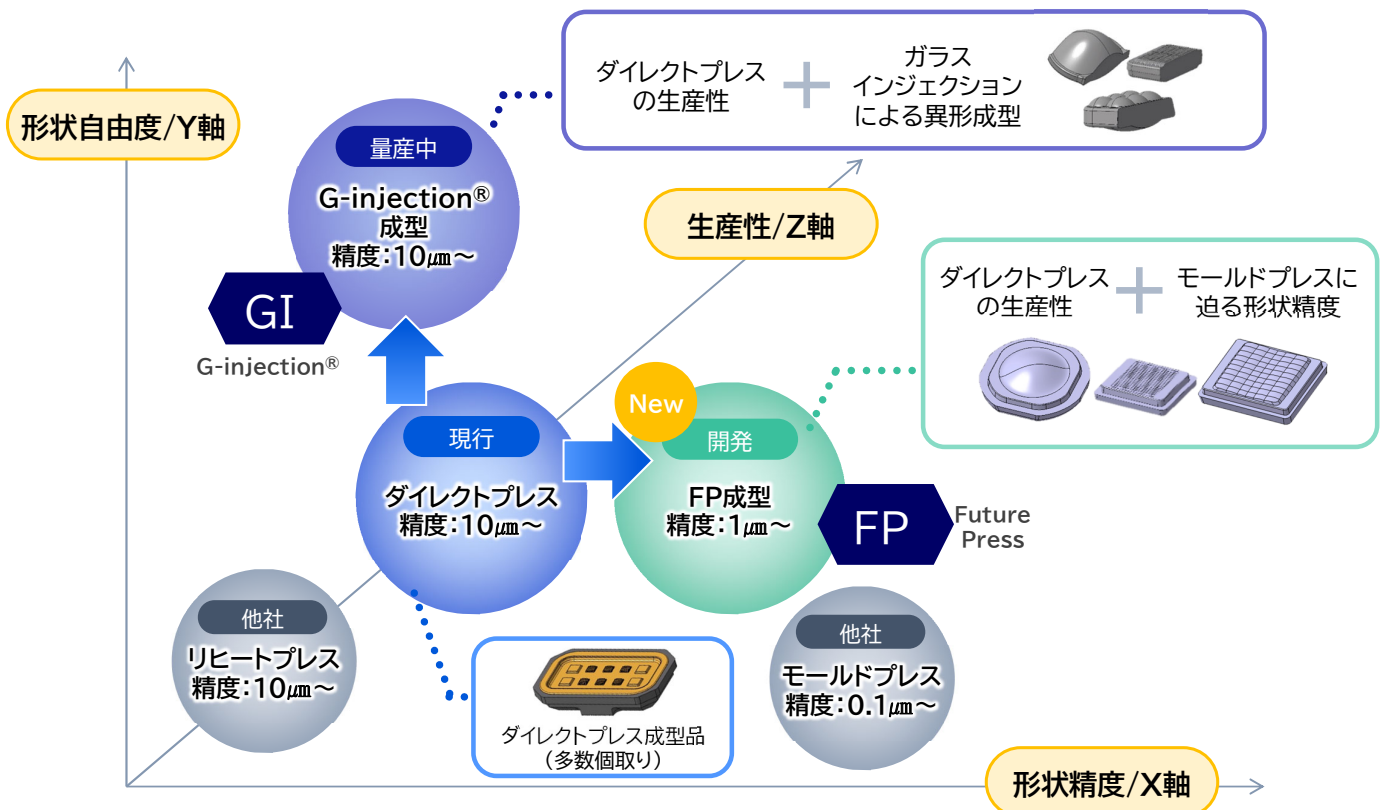 形状自由度/Y軸
量産中
G-injection®
成型
精度：10㎛～
GI
G-injection®
ダイレクトプレス
の生産性
＋
ガラス
インジェクション
による異形成型
生産性/Z軸
ダイレクトプレス
の生産性
＋
モールドプレスに
迫る形状精度
現行
ダイレクトプレス
精度：10㎛～
New
開発
FP成型
精度：1㎛～
FP
Future
Press
他社
リヒートプレス
精度：10㎛～
ダイレクトプレス成型品
（多数個取り）
他社
モールドプレス
精度：0.1㎛～
形状精度/X軸